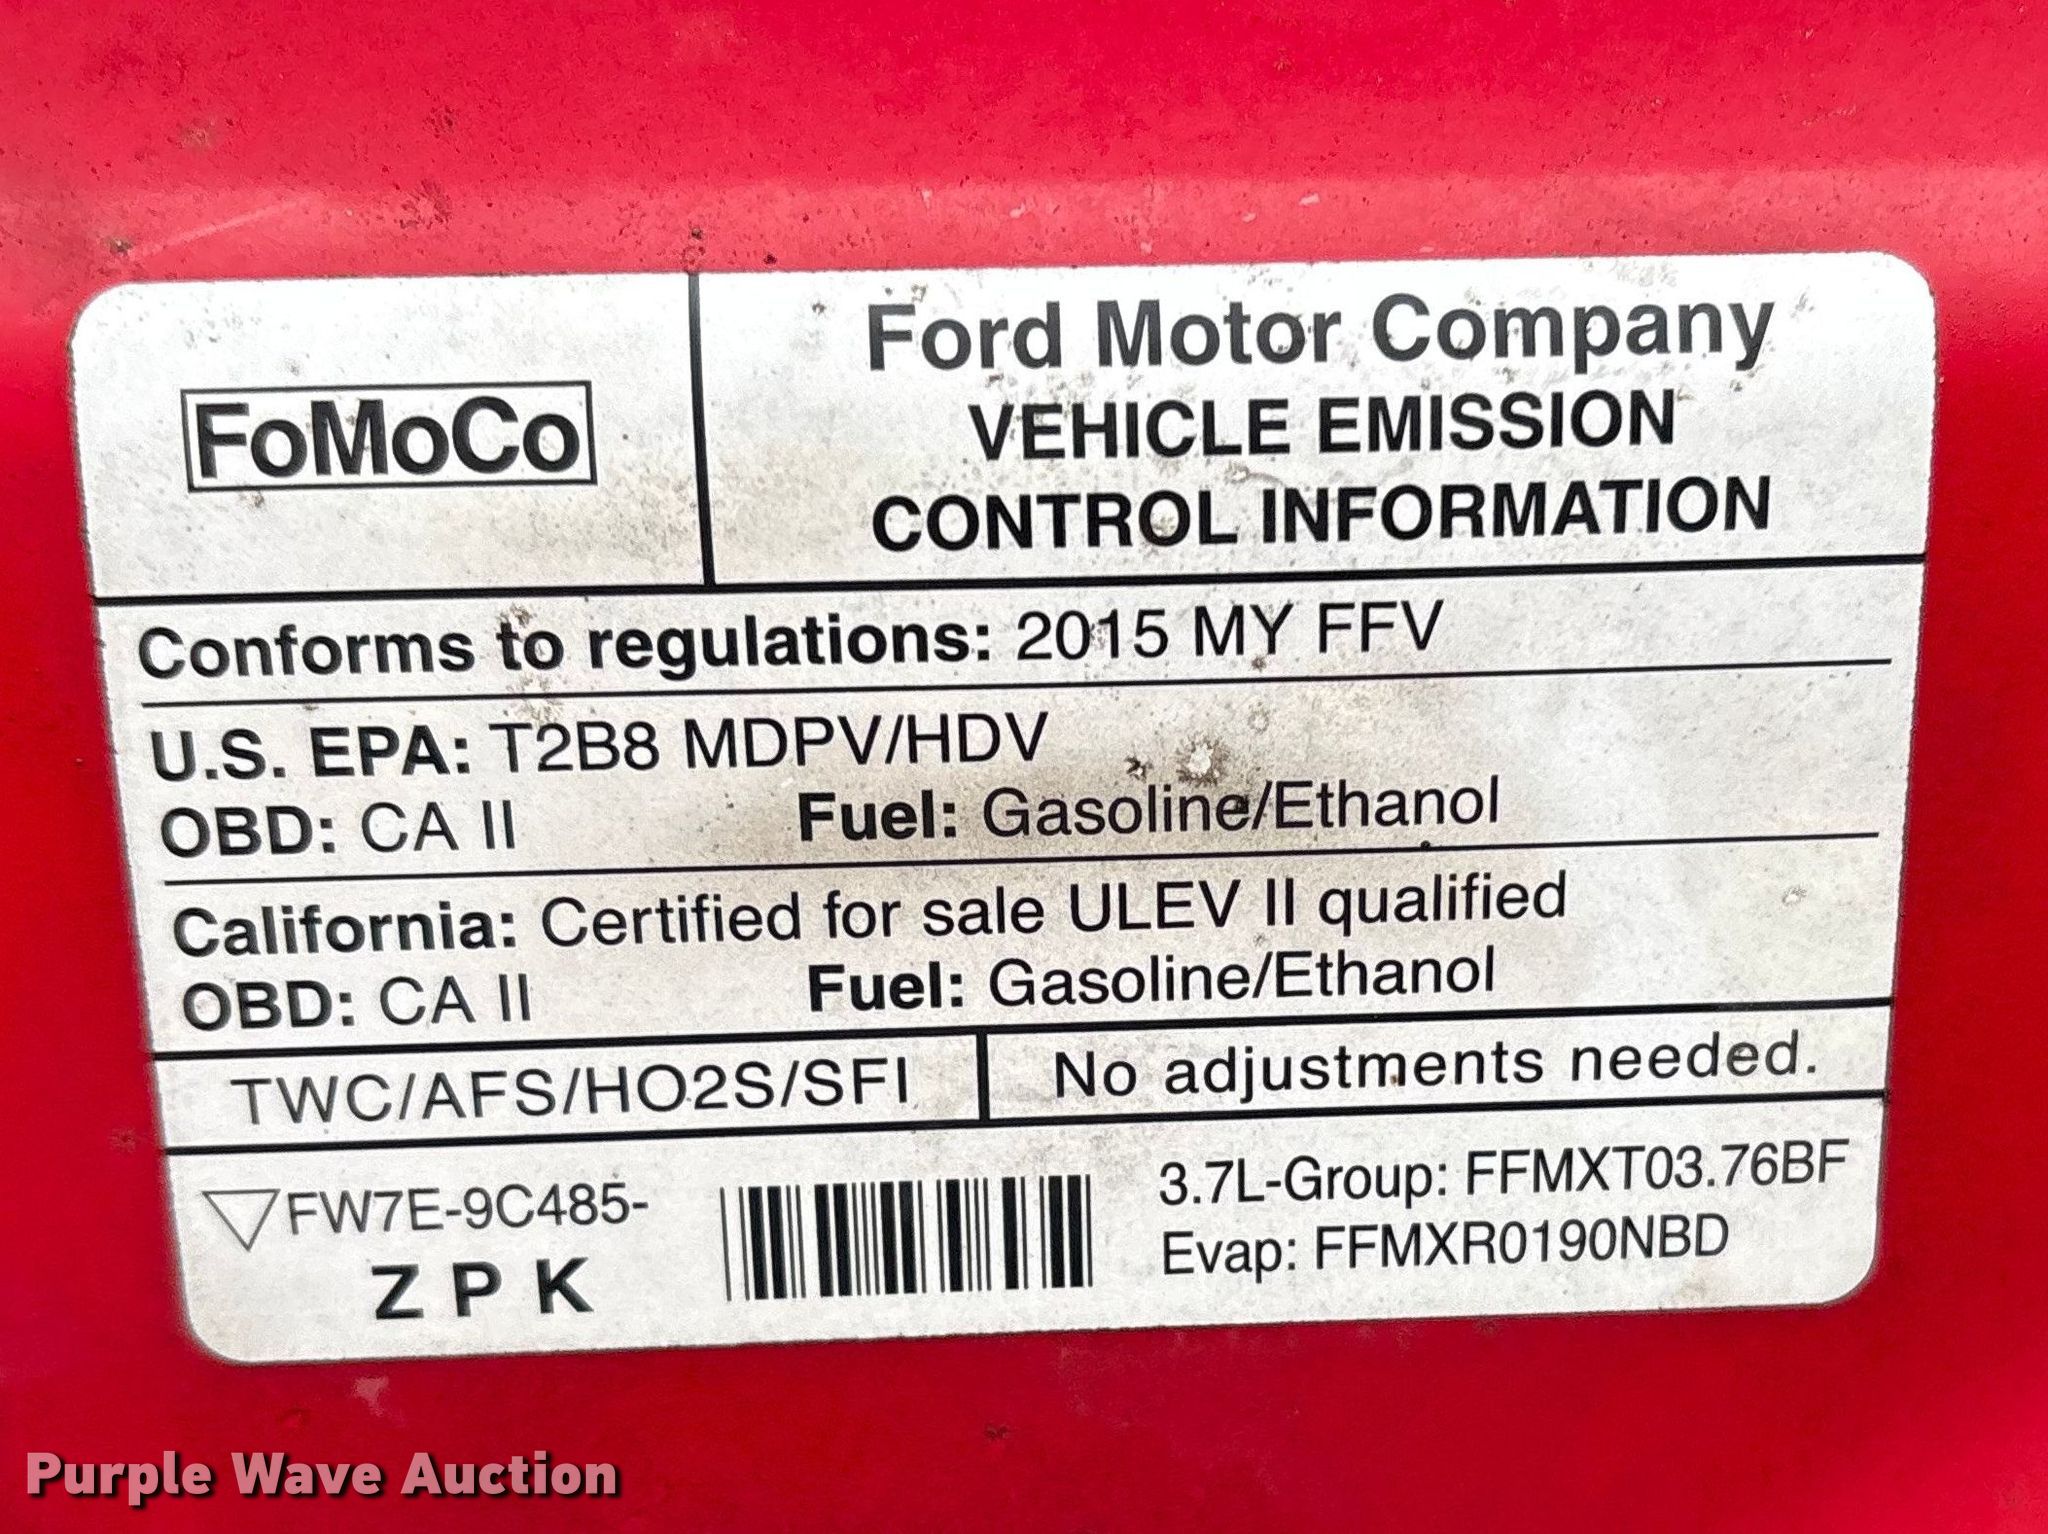 FoMoCo
Ford Motor Company
VEHICLE EMISSION
CONTROL INFORMATION
Conforms to regulations: 2015 MY FFV
U.S. EPA: T2B8 MDPV/HDV
OBD: CA II Fuel: Gasoline/Ethanol
California: Certified for sale ULEV II qualified
OBD: CA II Fuel: Gasoline/Ethanol
TWC/AFS/HO2S/SFI No adjustments needed.
FW7E-9C485-
Z P K
3.7L-Group: FFMXT03.76BF
Evap: FFMXR0190NBD
Purple Wave Auction